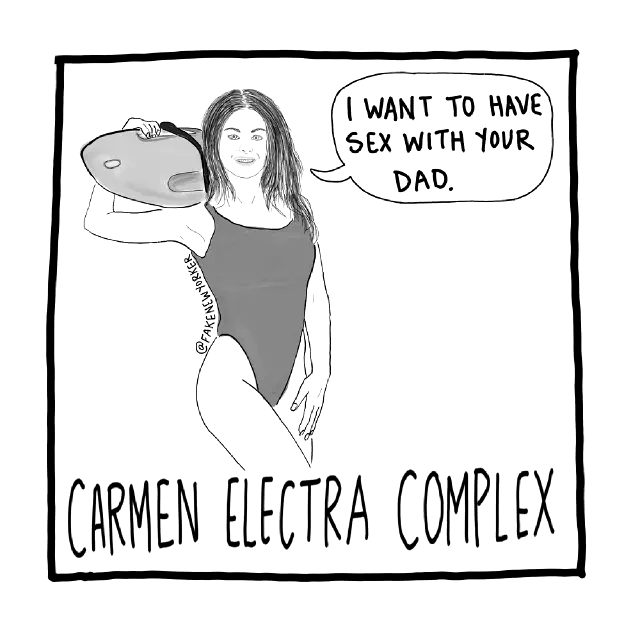 I WANT TO HAVE
SEX WITH YOUR
DAD.
@FAKENEWYORKER
CARMEN ELECTRA COMPLEX